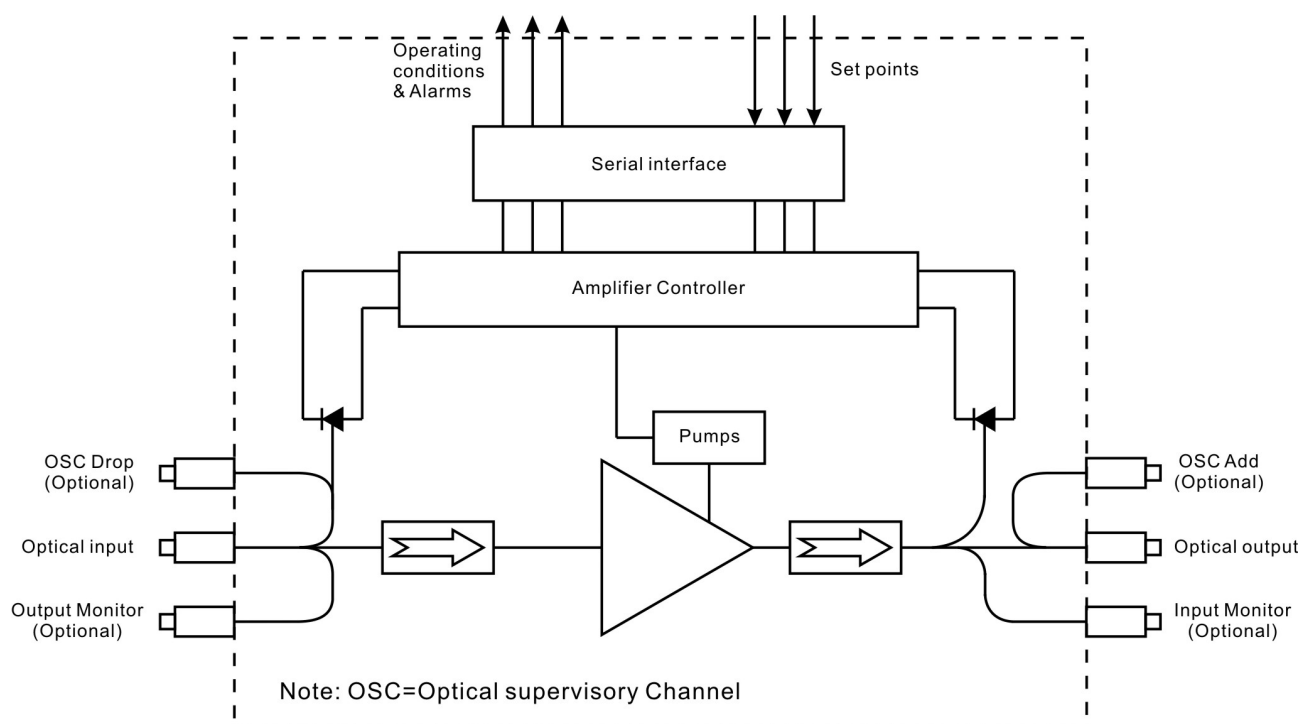 Operating
conditions
& Alarms
Set points
Serial interface
Amplifier Controller
Pumps
OSC Drop
(Optional)
OSC Add
(Optional)
Optical input
Optical output
Output Monitor
(Optional)
Input Monitor
(Optional)
Note: OSC=Optical supervisory Channel